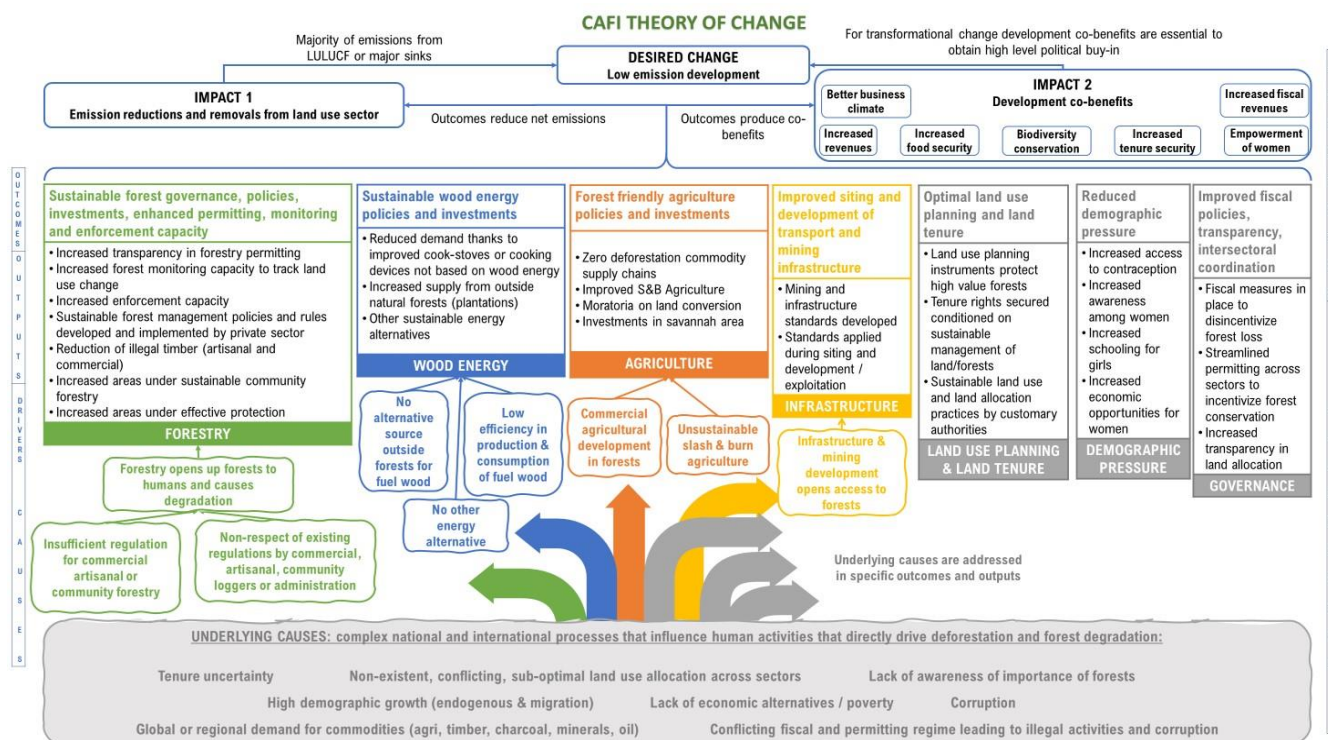 CAFI THEORY OF CHANGE
Majority of emissions from
LULUCF or major sinks
DESIRED CHANGE
Low emission development
For transformational change development co-benefits are essential to
obtain high level political buy-in
IMPACT 1
Emission reductions and removals from land use sector
Outcomes reduce net emissions
Outcomes produce co-
benefits
IMPACT 2
Development co-benefits
Better business
climate
Increased fiscal
revenues
Increased
revenues
Increased
food security
Biodiversity
conservation
Increased
tenure security
Empowerment
of women
OUTCOMES
OUTPUTS
DRIVERS
CAUSES
Sustainable forest governance, policies,
investments, enhanced permitting, monitoring
and enforcement capacity
• Increased transparency in forestry permitting
• Increased forest monitoring capacity to track land
use change
• Increased enforcement capacity
• Sustainable forest management policies and rules
developed and implemented by private sector
• Reduction of illegal timber (artisanal and
commercial)
• Increased areas under sustainable community
forestry
• Increased areas under effective protection
FORESTRY
Forestry opens up forests to
humans and causes
degradation
Insufficient regulation
for commercial
artisanal or
community forestry
Non-respect of existing
regulations by commercial,
artisanal, community
loggers or administration
Sustainable wood energy
policies and investments
• Reduced demand thanks to
improved cook-stoves or cooking
devices not based on wood energy
• Increased supply from outside
natural forests (plantations)
• Other sustainable energy
alternatives
WOOD ENERGY
No
alternative
source
outside
forests for
fuel wood
Low
efficiency in
production &
consumption
of fuel wood
No other
energy
alternative
Forest friendly agriculture
policies and investments
• Zero deforestation commodity
supply chains
• Improved S&B Agriculture
• Moratoria on land conversion
• Investments in savannah area
AGRICULTURE
Commercial
agricultural
development
in forests
Unsustainable
slash & burn
agriculture
Improved siting and
development of
transport and
mining
infrastructure
• Mining and
infrastructure
standards developed
• Standards applied
during siting and
development /
exploitation
INFRASTRUCTURE
Infrastructure &
mining
development
opens access to
forests
Optimal land use
planning and land
tenure
• Land use planning
instruments protect
high value forests
• Tenure rights secured
conditioned on
sustainable
management of
land/forests
• Sustainable land use
and land allocation
practices by customary
authorities
LAND USE PLANNING
& LAND TENURE
Reduced
demographic
pressure
• Increased access
to contraception
• Increased
awareness
among women
• Increased
schooling for
girls
• Increased
economic
opportunities for
women
DEMOGRAPHIC
PRESSURE
Improved fiscal
policies,
transparency,
intersectoral
coordination
• Fiscal measures in
place to
disincentivize
forest loss
• Streamlined
permitting across
sectors to
incentivize forest
conservation
• Increased
transparency in
land allocation
GOVERNANCE
Underlying causes are addressed
in specific outcomes and outputs
UNDERLYING CAUSES: complex national and international processes that influence human activities that directly drive deforestation and forest degradation:
Tenure uncertainty
Non-existent, conflicting, sub-optimal land use allocation across sectors
Lack of awareness of importance of forests
High demographic growth (endogenous & migration)
Lack of economic alternatives / poverty
Corruption
Global or regional demand for commodities (agri, timber, charcoal, minerals, oil)
Conflicting fiscal and permitting regime leading to illegal activities and corruption